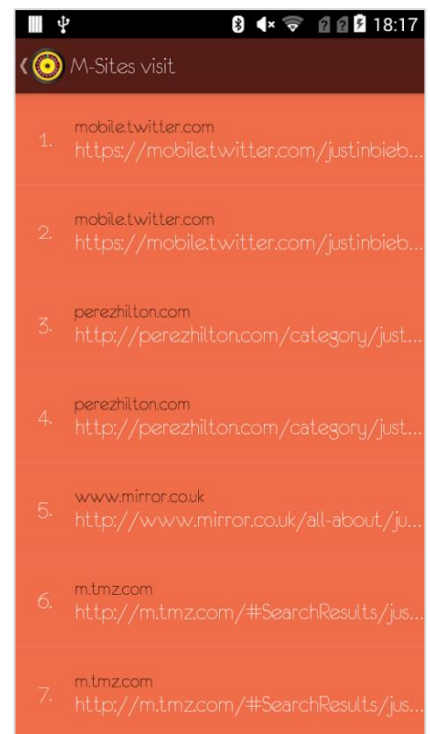 18:17
M-Sites visit
1.
mobile.twitter.com
https://mobile.twitter.com/justinbieb...
2.
mobile.twitter.com
https://mobile.twitter.com/justinbieb...
3.
perezhilton.com
http://perezhilton.com/category/just...
4.
perezhilton.com
http://perezhilton.com/category/just...
5.
www.mirror.co.uk
http://www.mirror.co.uk/all-about/ju...
6.
m.tmz.com
http://m.tmz.com/#SearchResults/jus...
7.
m.tmz.com
http://m.tmz.com/#SearchResults/jus...